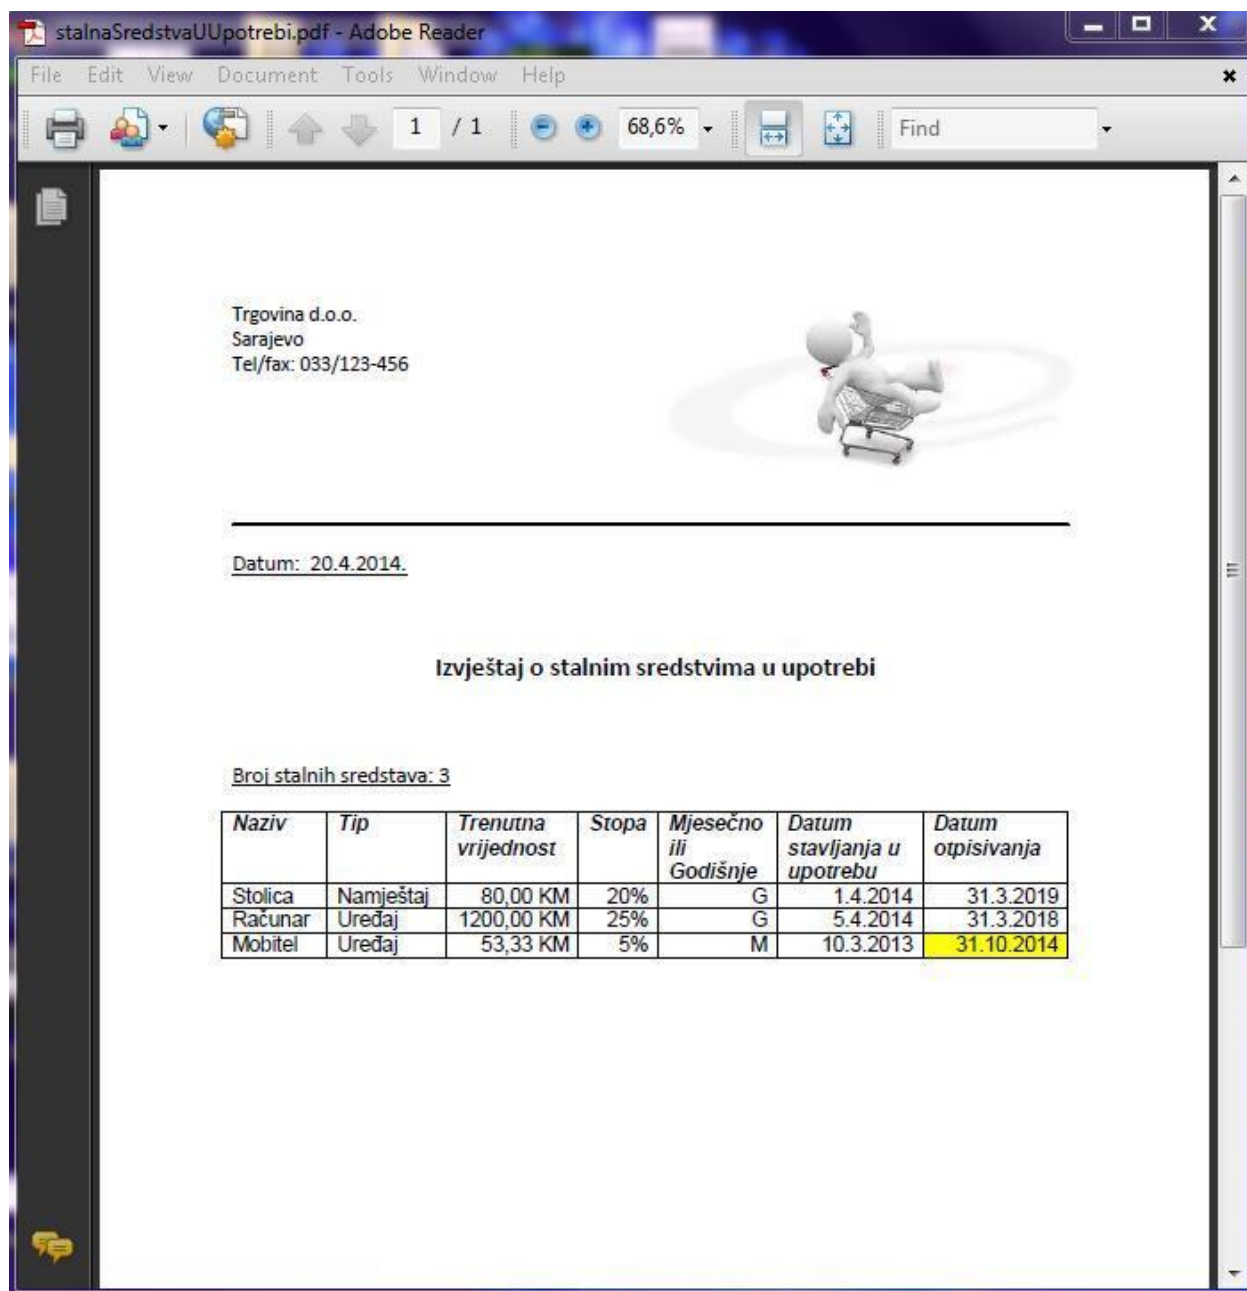 stalnaSredstvaUUpotrebi.pdf - Adobe Reader
File Edit View Document Tools Window Help
1 / 1 68,6% Find
Trgovina d.o.o.
Sarajevo
Tel/fax: 033/123-456
Datum: 20.4.2014.
Izvještaj o stalnim sredstvima u upotrebi
Broj stalnih sredstava: 3
Naziv Tip Trenutna vrijednost Stopa Mjesečno ili Godišnje Datum stavljanja u upotrebu Datum otpisivanja
Stolica Namještaj 80,00 KM 20% G 1.4.2014 31.3.2019
Računar Uređaj 1200,00 KM 25% G 5.4.2014 31.3.2018
Mobitel Uređaj 53,33 KM 5% M 10.3.2013 31.10.2014